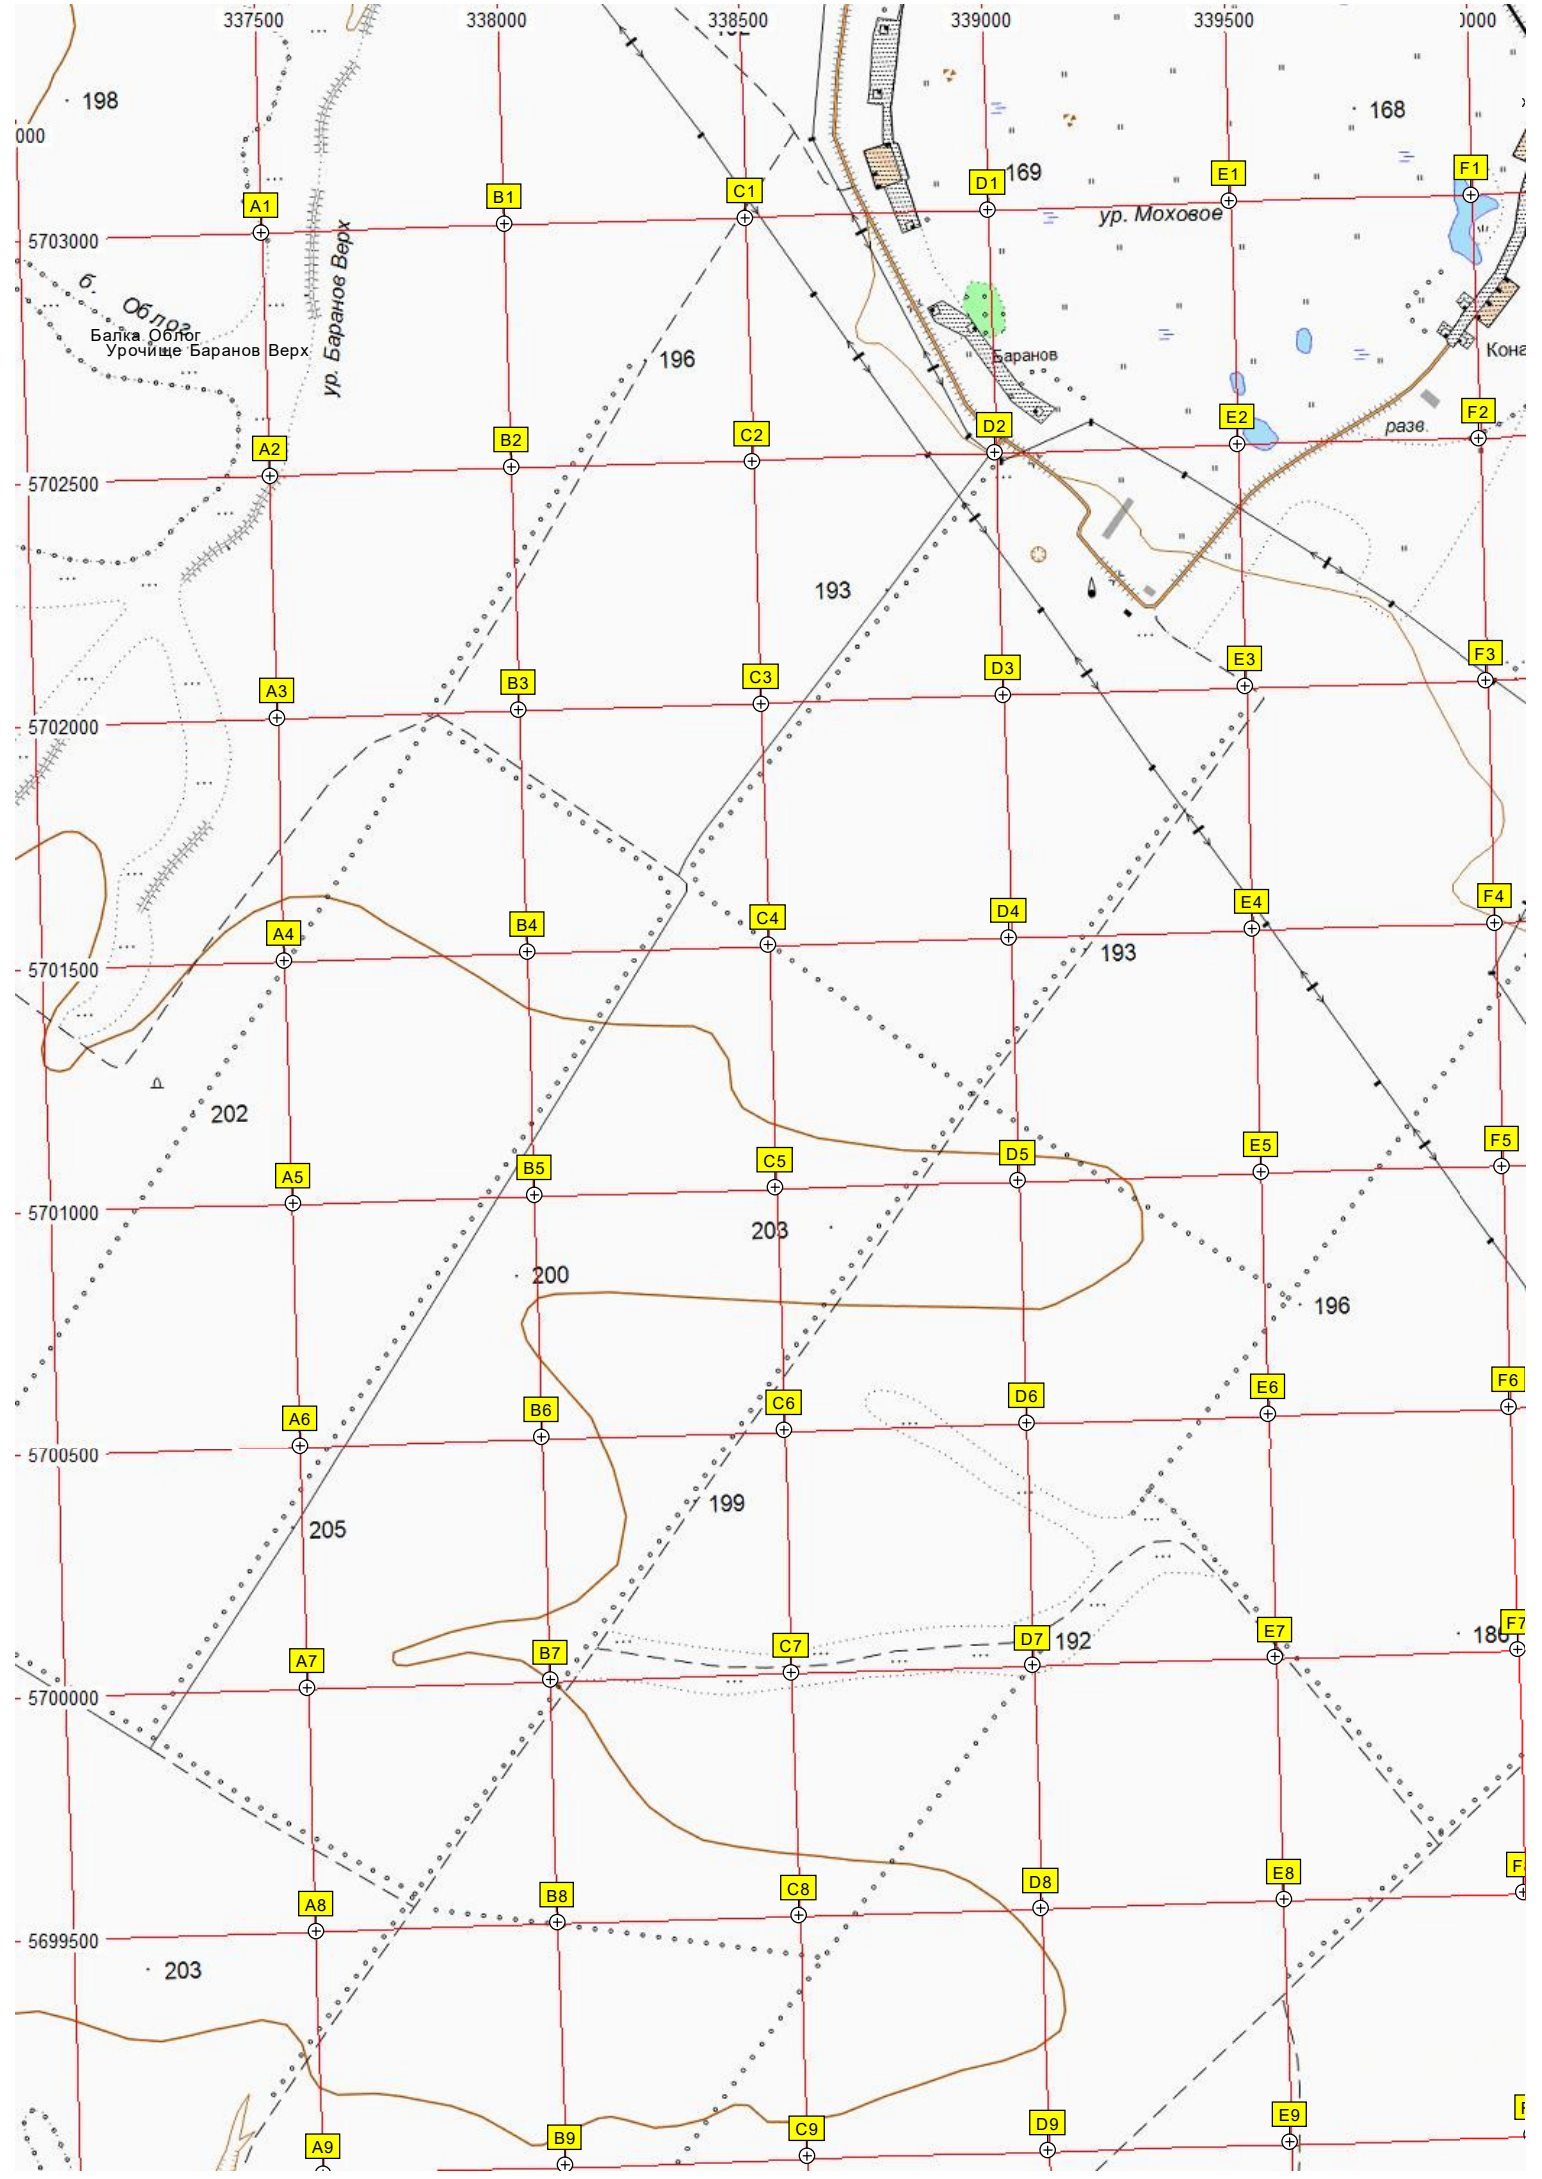 337500 338000 338500 339000 339500 0000
198
168
000
169
A1 B1 C1 D1 E1 F1
5703000
ур. Моховое
б. Облог
ур. Баранов Верх
Балка Облог
Урочище Баранов Верх
196
Баранов
Кона
разв.
A2 B2 C2 D2 E2 F2
5702500
193
A3 B3 C3 D3 E3 F3
5702000
A4 B4 C4 D4 E4 F4
193
5701500
202
A5 B5 C5 D5 E5 F5
5701000
203
200
196
A6 B6 C6 D6 E6 F6
5700500
199
205
A7 B7 C7 D7 E7 F7
192
186
5700000
A8 B8 C8 D8 E8
5699500
203
A9 B9 C9 D9 E9